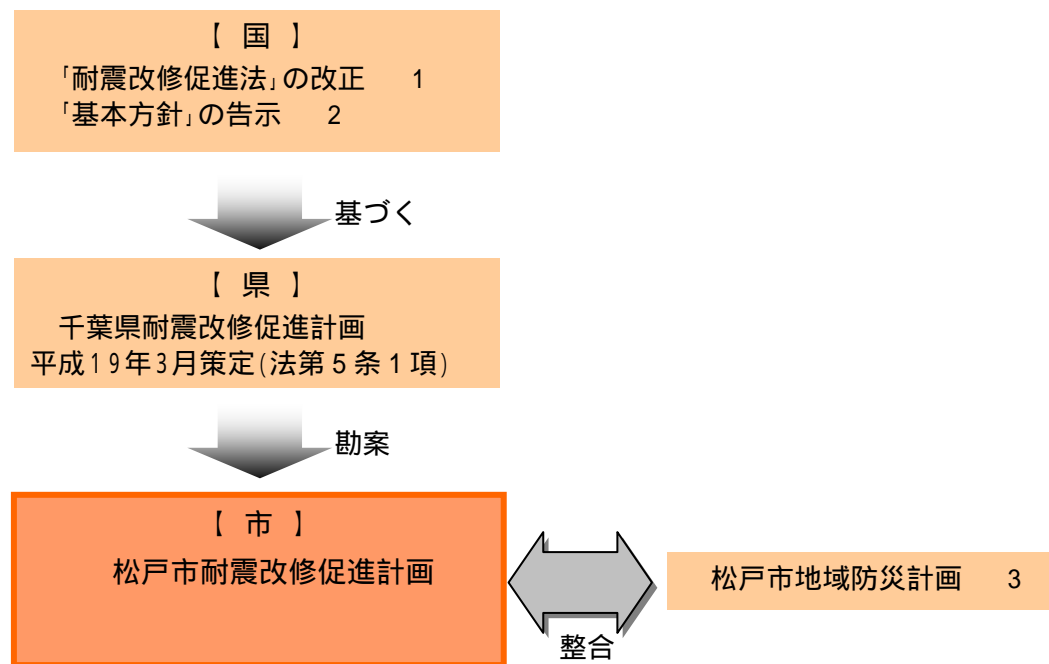 【 国 】
「耐震改修促進法」の改正 1
「基本方針」の告示 2
基づく
【 県 】
千葉県耐震改修促進計画
平成19年3月策定(法第５条１項)
勘案
【 市 】
松戸市耐震改修促進計画
松戸市地域防災計画 3
整合